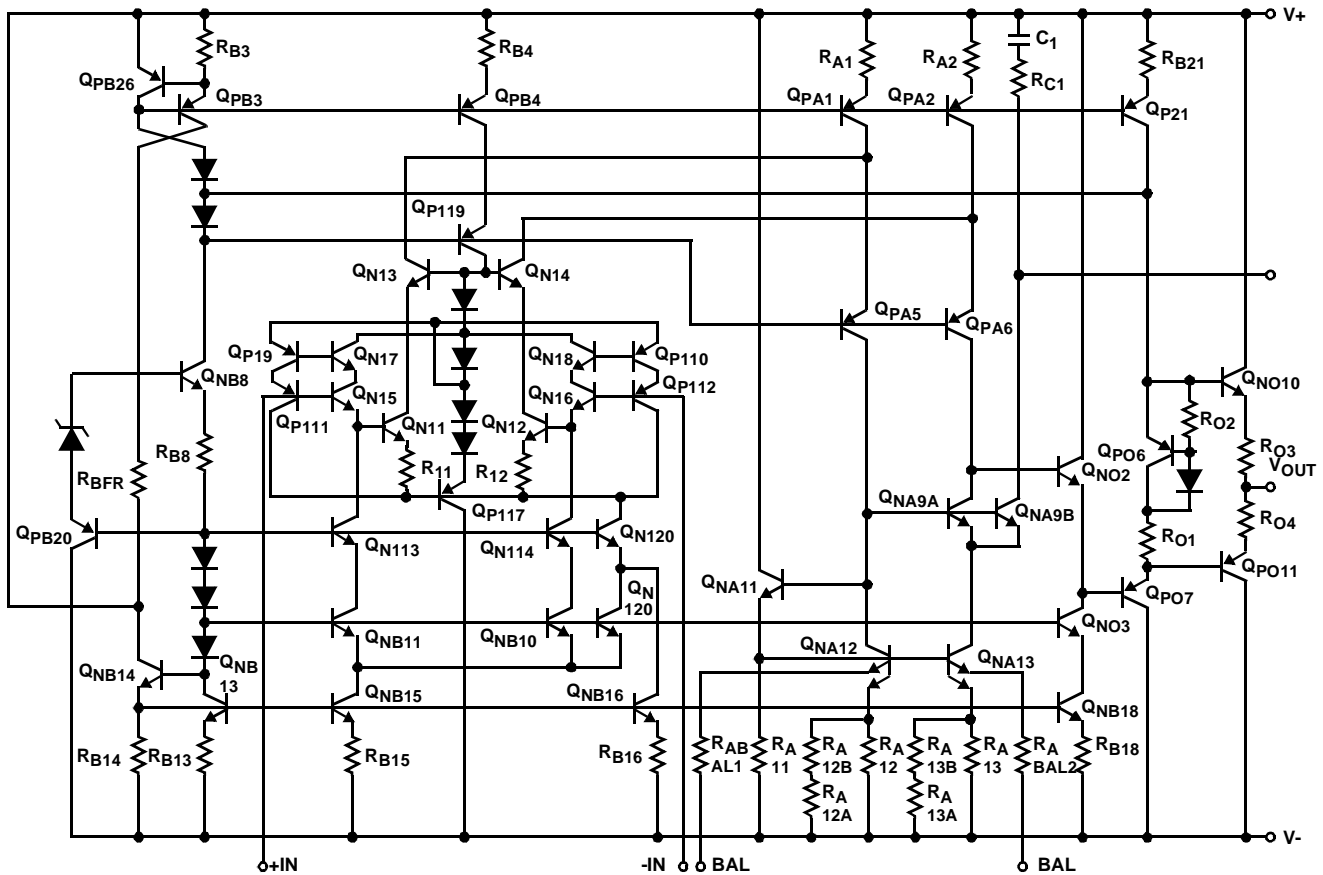 V+
RB3
RB4
RA1
RA2
C1
RC1
RB21
QPB26
QPB3
QPB4
QPA1
QPA2
QP21
QP119
QN13
QN14
QPA5
QPA6
QP19
QN17
QN18
QP110
QNB8
QN15
QN16
QP112
QNO10
QP111
QN11
QN12
RO2
RO3
RBFR
RB8
R11
R12
QPO6
VOUT
QNO2
QP117
QNA9A
QNA9B
QPB20
QN113
QN114
QN120
RO1
RO4
QNA11
QPO11
QN
120
QPO7
QNB11
QNB10
QNO3
QNB14
QNB
13
QNA12
QNA13
QNB15
QNB16
QNB18
RB14
RB13
RB15
RB16
RAB
AL1
RA
11
RA
12B
RA
12
RA
13B
RA
13
RA
BAL2
RB18
RA
12A
RA
13A
V-
+IN
-IN
BAL
BAL